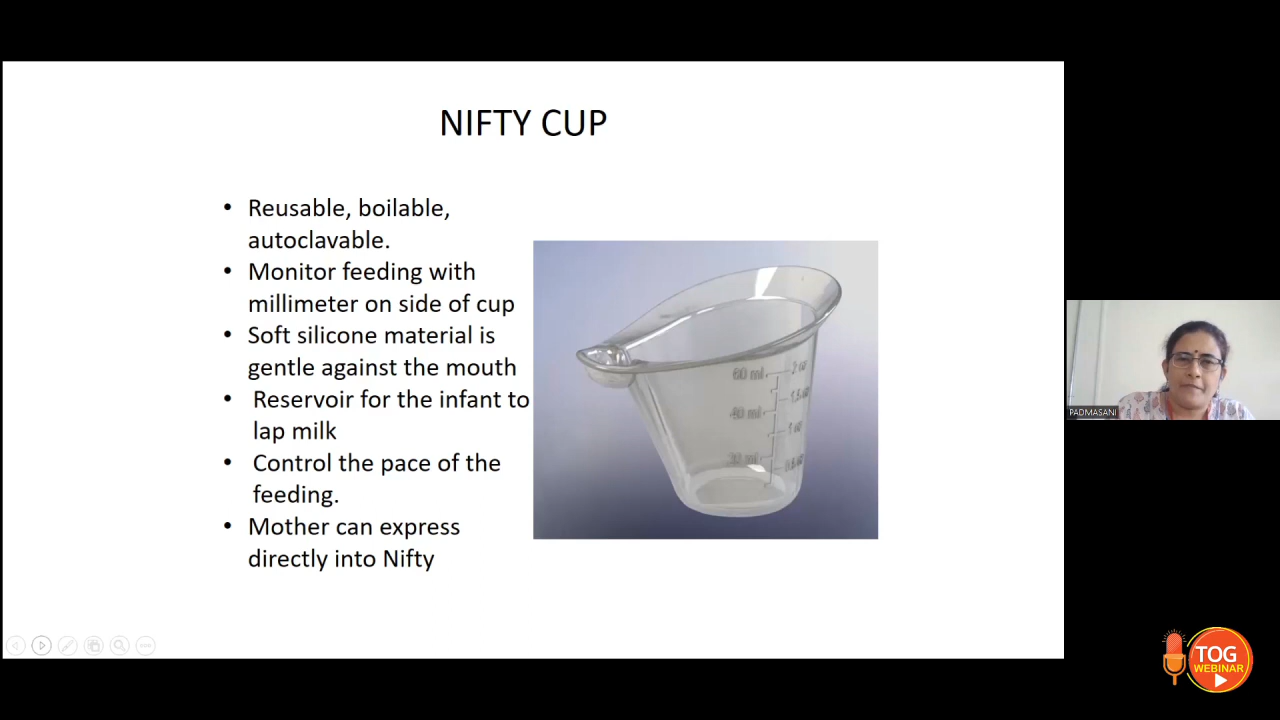 NIFTY CUP
• Reusable, boilable,
autoclavable.
• Monitor feeding with
millimeter on side of cup
• Soft silicone material is
gentle against the mouth
• Reservoir for the infant to
lap milk
• Control the pace of the
feeding.
• Mother can express
directly into Nifty
60 ml
40 ml
1 oz
PADMASANI
TOG
WEBINAR